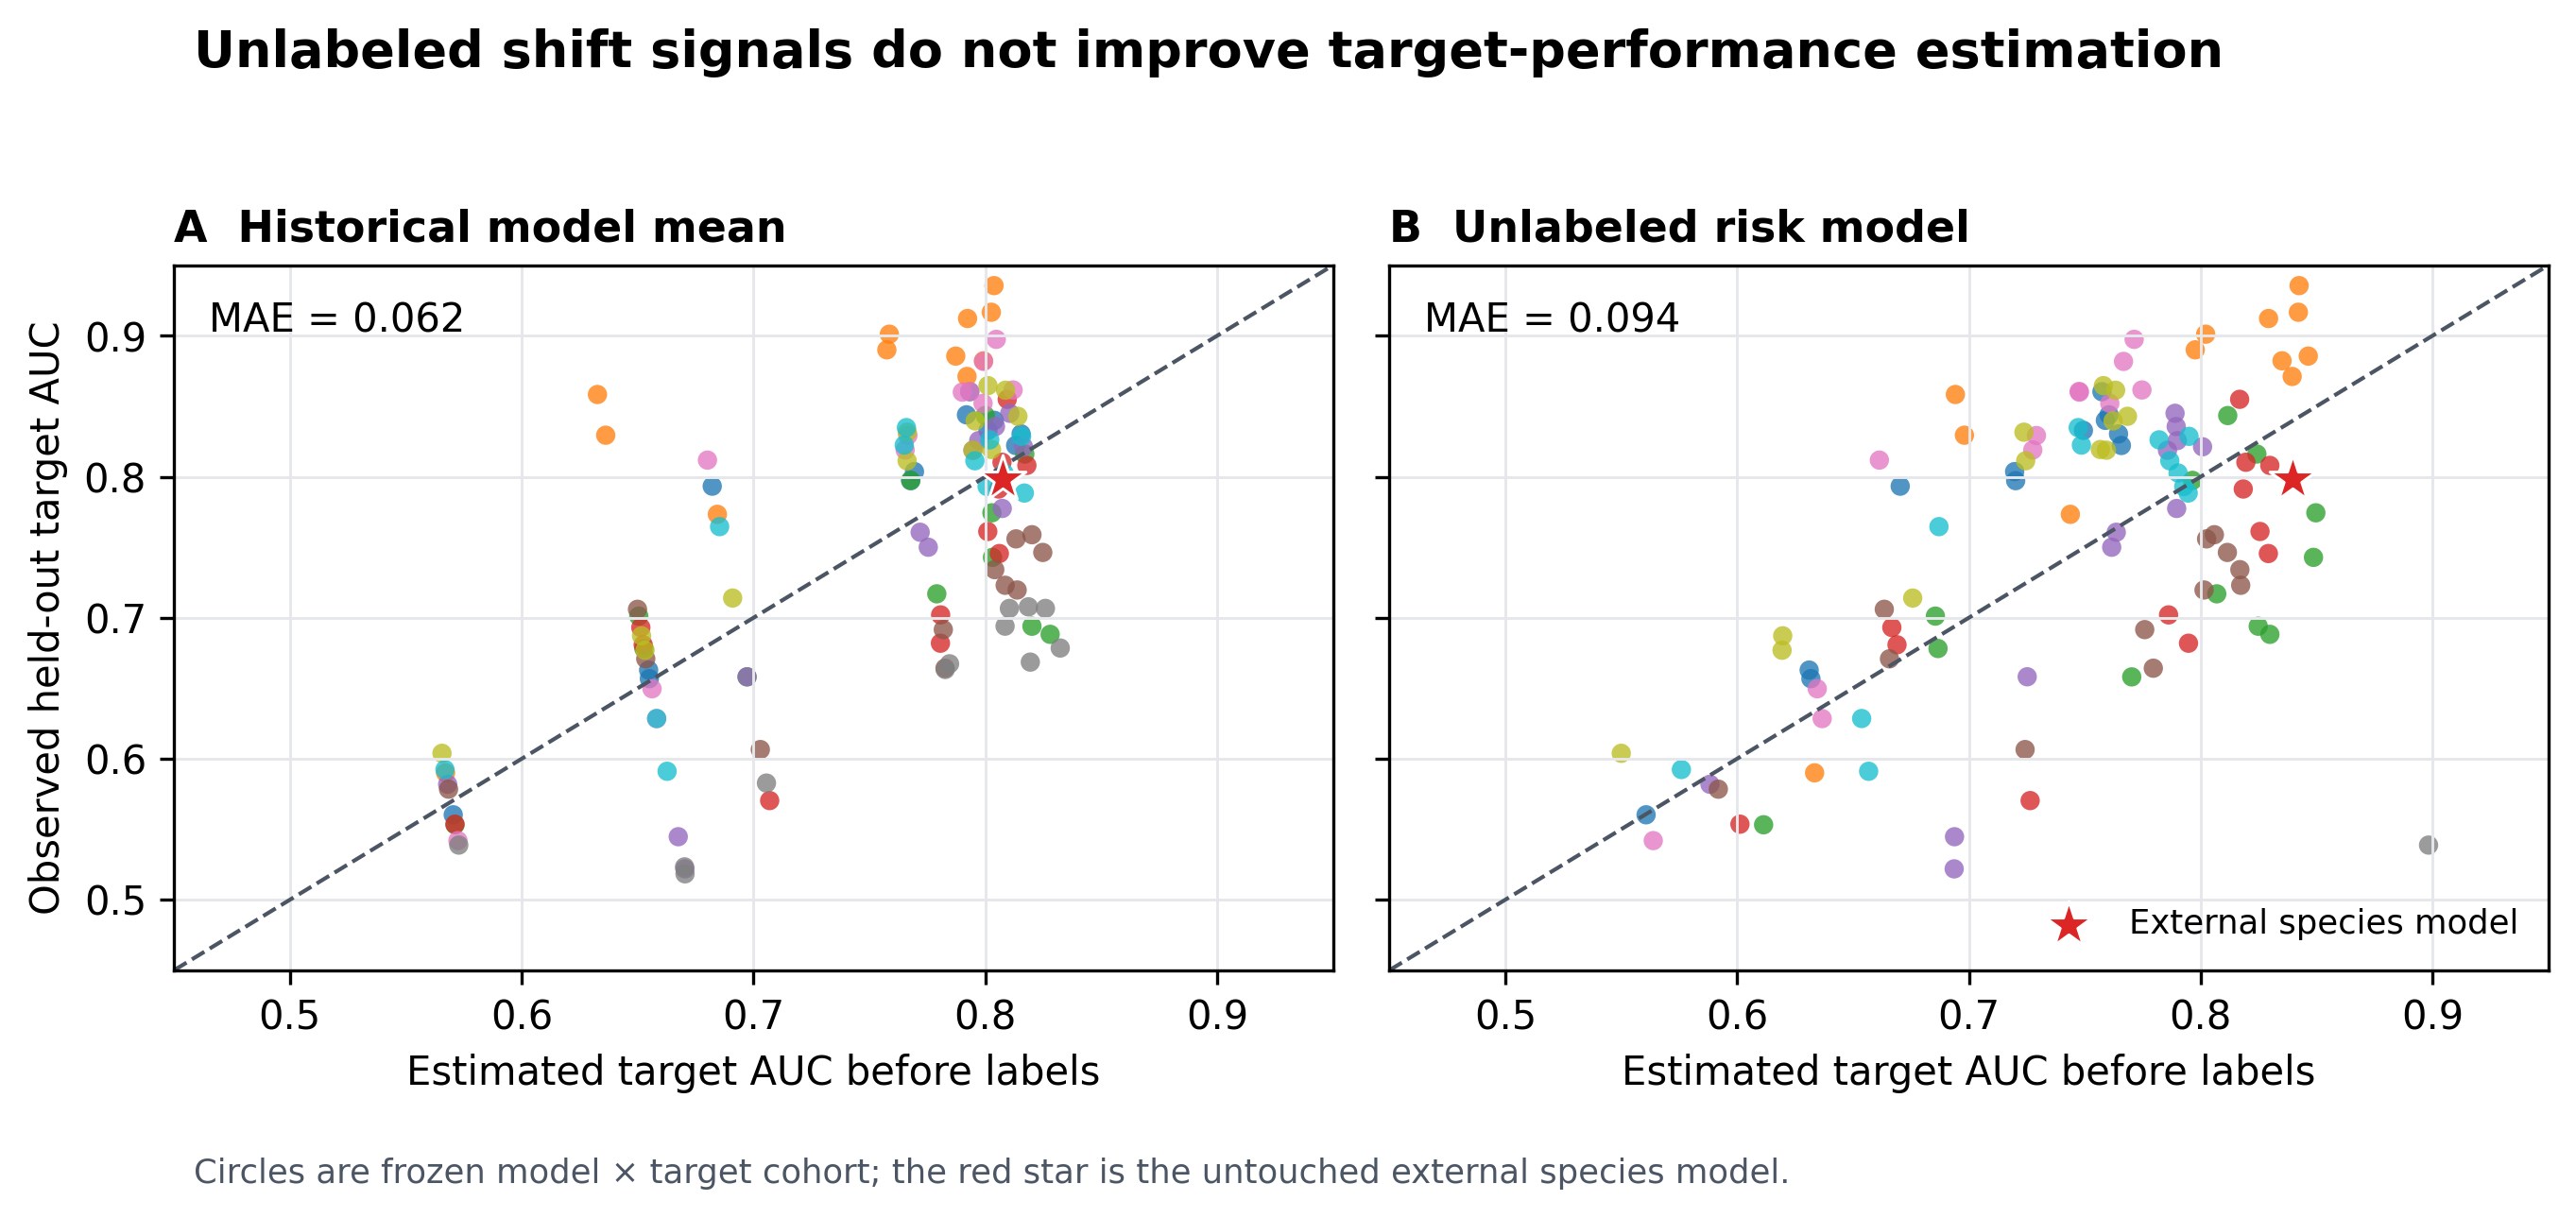 Unlabeled shift signals do not improve target-performance estimation
A  Historical model mean
MAE = 0.062
Observed held-out target AUC
0.9
0.8
0.7
0.6
0.5
0.5 0.6 0.7 0.8 0.9
Estimated target AUC before labels
B  Unlabeled risk model
MAE = 0.094
External species model
0.5 0.6 0.7 0.8 0.9
Estimated target AUC before labels
Circles are frozen model × target cohort; the red star is the untouched external species model.